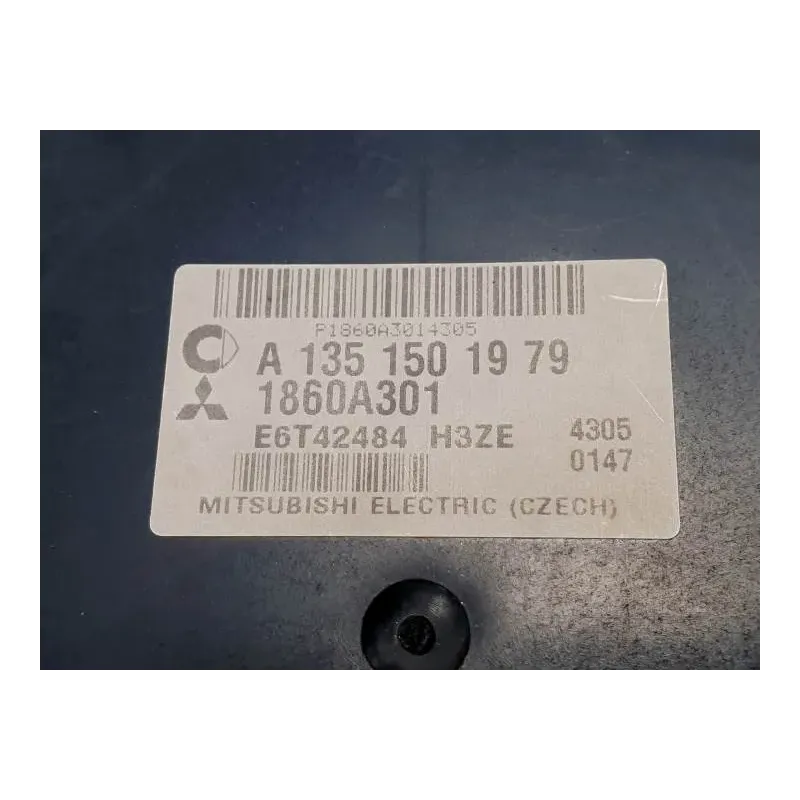 P1860A3014305
A 135 150 19 79
1860A301
E6T42484 H3ZE 4305
0147
MITSUBISHI ELECTRIC (CZECH)